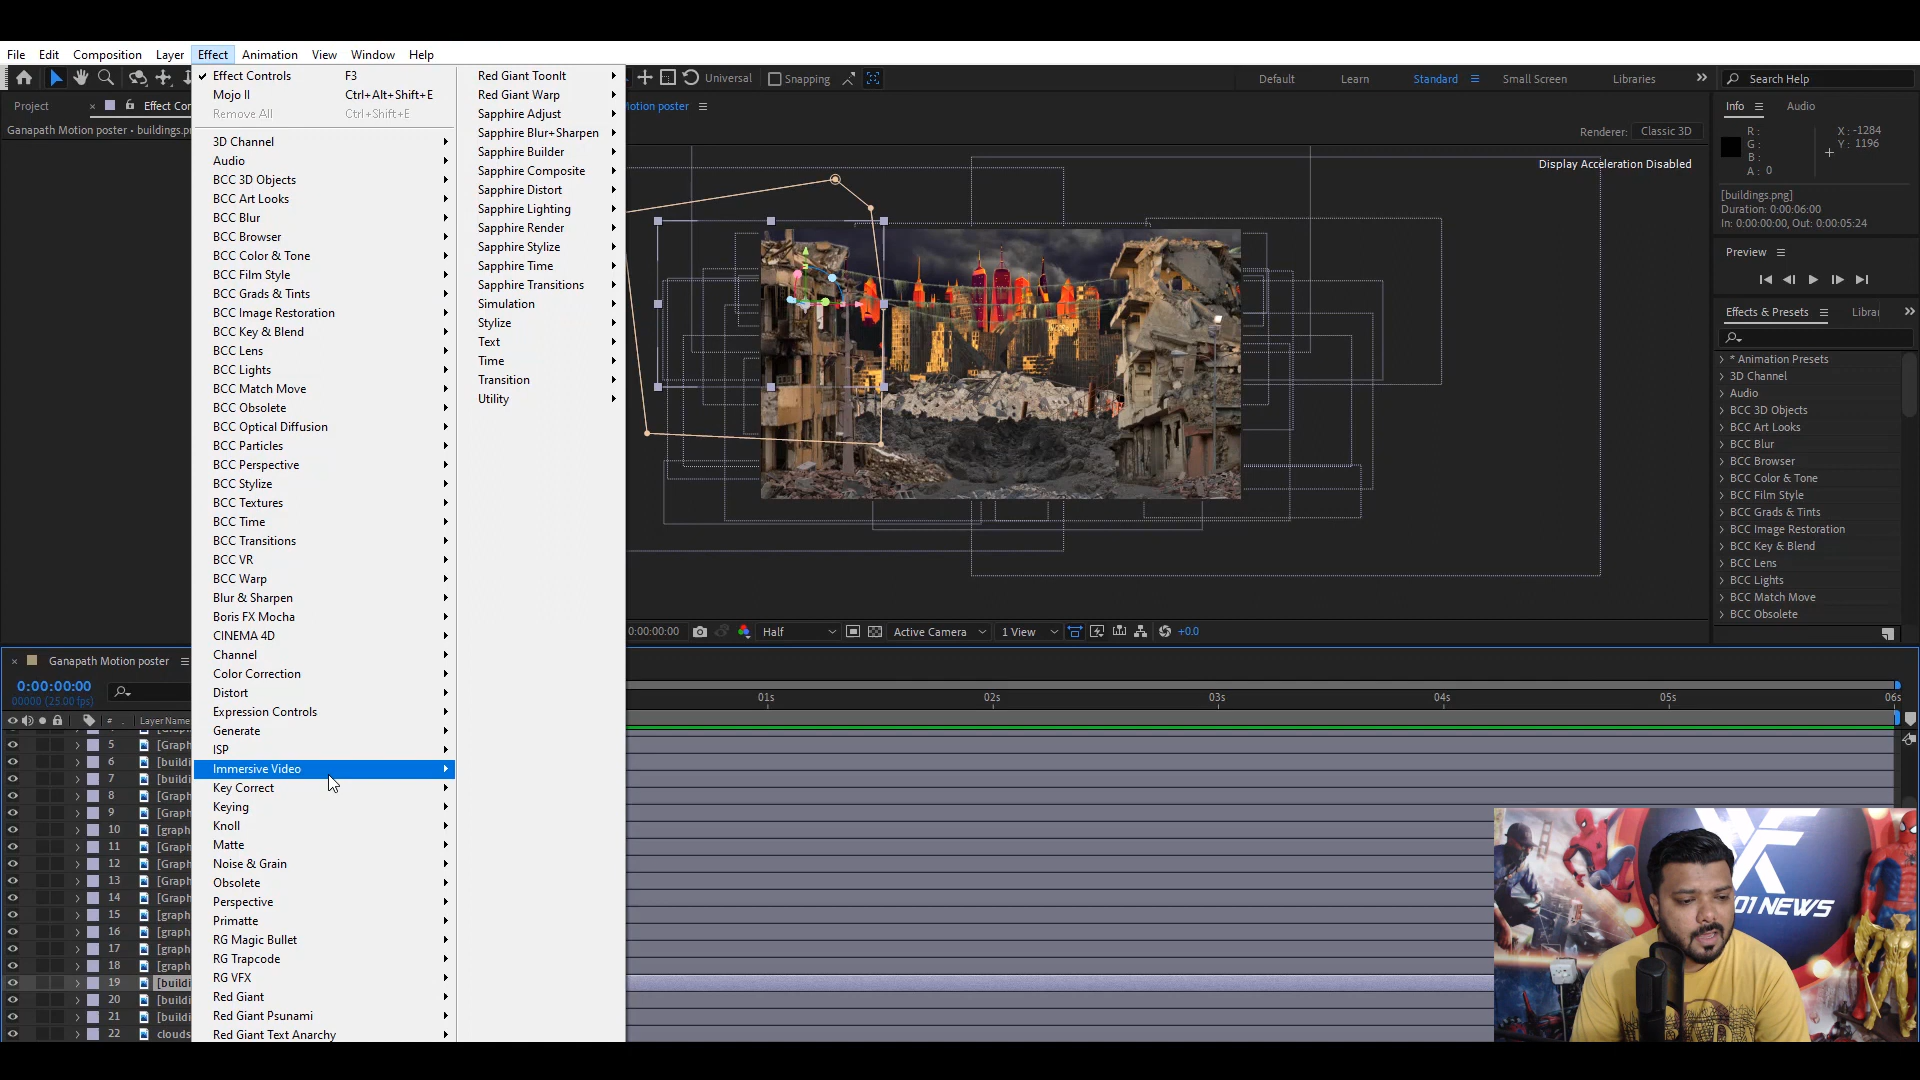 File Edit Composition Layer Effect Animation View Window Help
Effect Controls F3
Mojo II Ctrl+Alt+Shift+E
Remove All Ctrl+Shift+E
3D Channel
Audio
BCC 3D Objects
BCC Art Looks
BCC Blur
BCC Browser
BCC Color & Tone
BCC Film Style
BCC Grads & Tints
BCC Image Restoration
BCC Key & Blend
BCC Lens
BCC Lights
BCC Match Move
BCC Obsolete
BCC Optical Diffusion
BCC Particles
BCC Perspective
BCC Stylize
BCC Textures
BCC Time
BCC Transitions
BCC VR
BCC Warp
Blur & Sharpen
Boris FX Mocha
CINEMA 4D
Channel
Color Correction
Distort
Expression Controls
Generate
ISP
Immersive Video
Key Correct
Keying
Knoll
Matte
Noise & Grain
Obsolete
Perspective
Primatte
RG Magic Bullet
RG Trapcode
RG VFX
Red Giant
Red Giant Psunami
Red Giant Text Anarchy
Red Giant ToonIt
Red Giant Warp
Sapphire Adjust
Sapphire Blur+Sharpen
Sapphire Builder
Sapphire Composite
Sapphire Distort
Sapphire Lighting
Sapphire Render
Sapphire Stylize
Sapphire Time
Sapphire Transitions
Simulation
Stylize
Text
Time
Transition
Utility
Universal Snapping
Default Learn Standard Small Screen Libraries
Search Help
Project Effect Cor
Ganapath Motion poster • buildings.p
otion poster
Renderer: Classic 3D
Display Acceleration Disabled
Info Audio
R: X: -1284
G: Y: 1196
B:
A: 0
[buildings.png]
Duration: 0:00:06:00
In: 0:00:00:00, Out: 0:00:05:24
Preview
Effects & Presets Librar
* Animation Presets
3D Channel
Audio
BCC 3D Objects
BCC Art Looks
BCC Blur
BCC Browser
BCC Color & Tone
BCC Film Style
BCC Grads & Tints
BCC Image Restoration
BCC Key & Blend
BCC Lens
BCC Lights
BCC Match Move
BCC Obsolete
0:00:00:00 Half Active Camera 1 View +0.0
Ganapath Motion poster
0:00:00:00
00000 (25.00 fps)
# Layer Name
01s 02s 03s 04s 05s 06s
5 [Graph
6 [buildi
7 [buildi
8 [Graph
9 [Graph
10 [graph
11 [Graph
12 [Graph
13 [Graph
14 [Graph
15 [graph
16 [graph
17 [graph
18 [graph
19 [buildi
20 [buildi
21 [buildi
22 clouds
01 NEWS